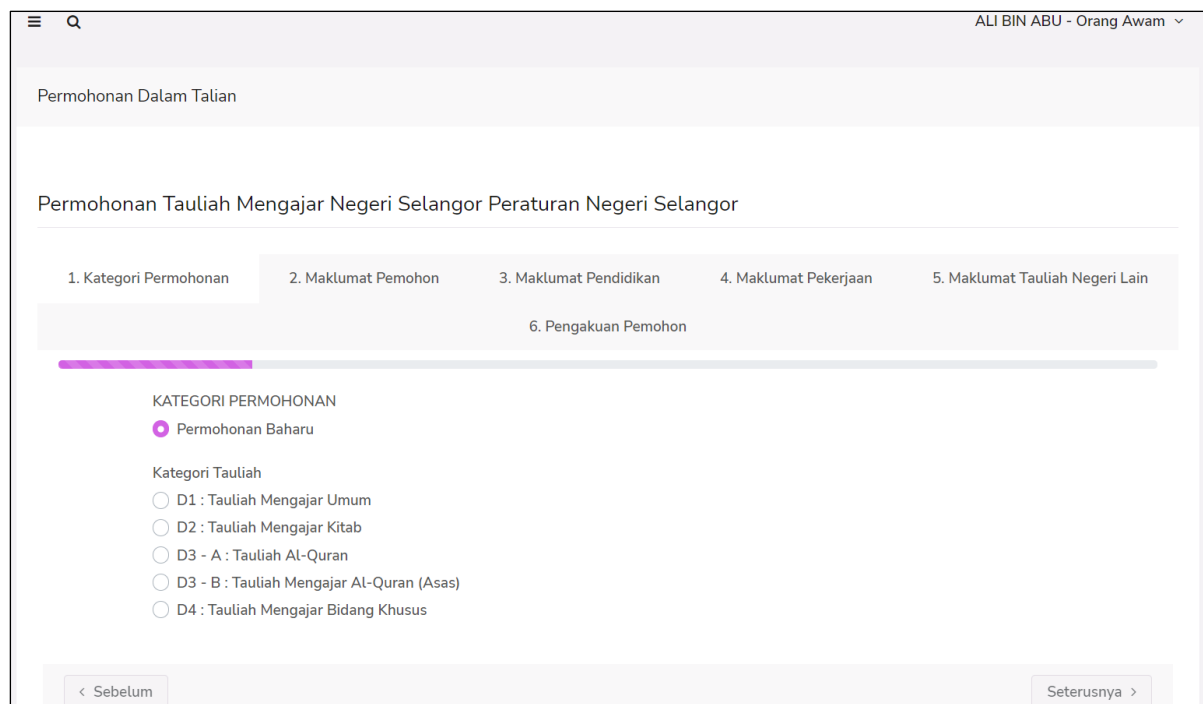 ALI BIN ABU - Orang Awam
Permohonan Dalam Talian
Permohonan Tauliah Mengajar Negeri Selangor Peraturan Negeri Selangor
1. Kategori Permohonan 2. Maklumat Pemohon 3. Maklumat Pendidikan 4. Maklumat Pekerjaan 5. Maklumat Tauliah Negeri Lain
6. Pengakuan Pemohon
KATEGORI PERMOHONAN
Permohonan Baharu
Kategori Tauliah
D1 : Tauliah Mengajar Umum
D2 : Tauliah Mengajar Kitab
D3 - A : Tauliah Al-Quran
D3 - B : Tauliah Mengajar Al-Quran (Asas)
D4 : Tauliah Mengajar Bidang Khusus
< Sebelum Seterusnya >